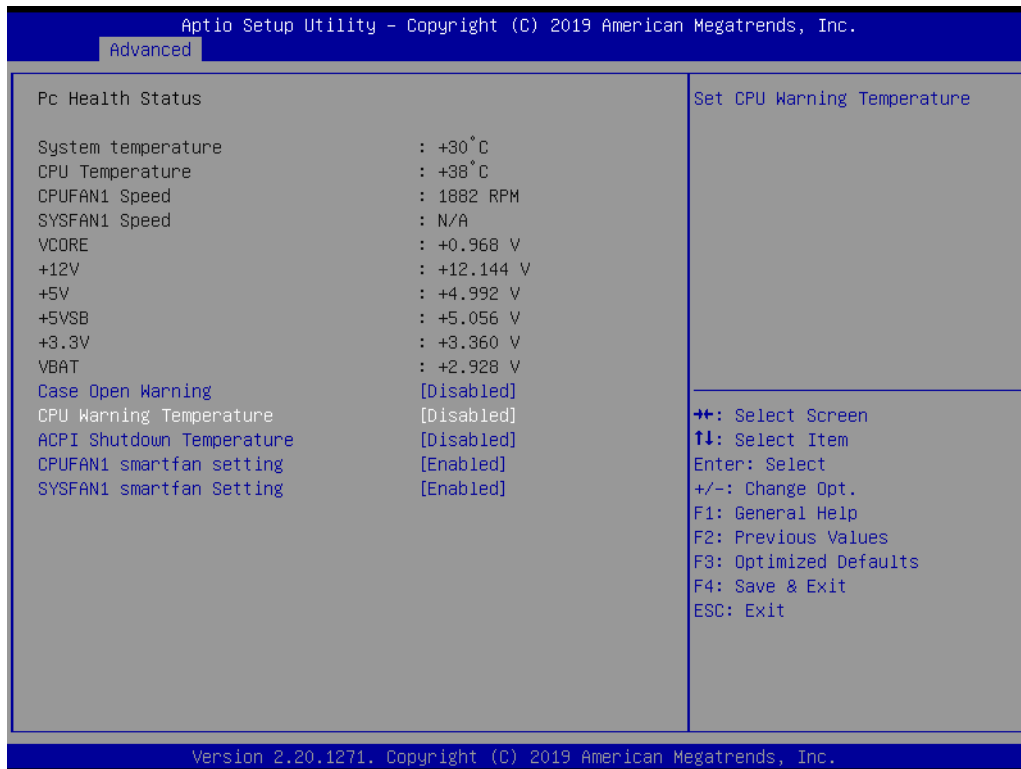 Aptio Setup Utility – Copyright (C) 2019 American Megatrends, Inc.
Advanced
Pc Health Status
System temperature : +30°C
CPU Temperature : +38°C
CPUFAN1 Speed : 1882 RPM
SYSFAN1 Speed : N/A
VCORE : +0.968 V
+12V : +12.144 V
+5V : +4.992 V
+5VSB : +5.056 V
+3.3V : +3.360 V
VBAT : +2.928 V
Case Open Warning [Disabled]
CPU Warning Temperature [Disabled]
ACPI Shutdown Temperature [Disabled]
CPUFAN1 smartfan setting [Enabled]
SYSFAN1 smartfan Setting [Enabled]
Set CPU Warning Temperature
→←: Select Screen
↑↓: Select Item
Enter: Select
+/-: Change Opt.
F1: General Help
F2: Previous Values
F3: Optimized Defaults
F4: Save & Exit
ESC: Exit
Version 2.20.1271. Copyright (C) 2019 American Megatrends, Inc.